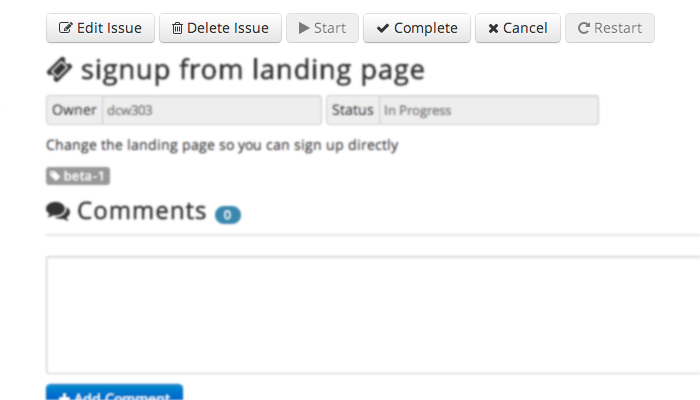 Edit Issue Delete Issue Start Complete Cancel Restart
signup from landing page
Owner dcw303 Status In Progress
Change the landing page so you can sign up directly
beta-1
Comments 0
Add Comment